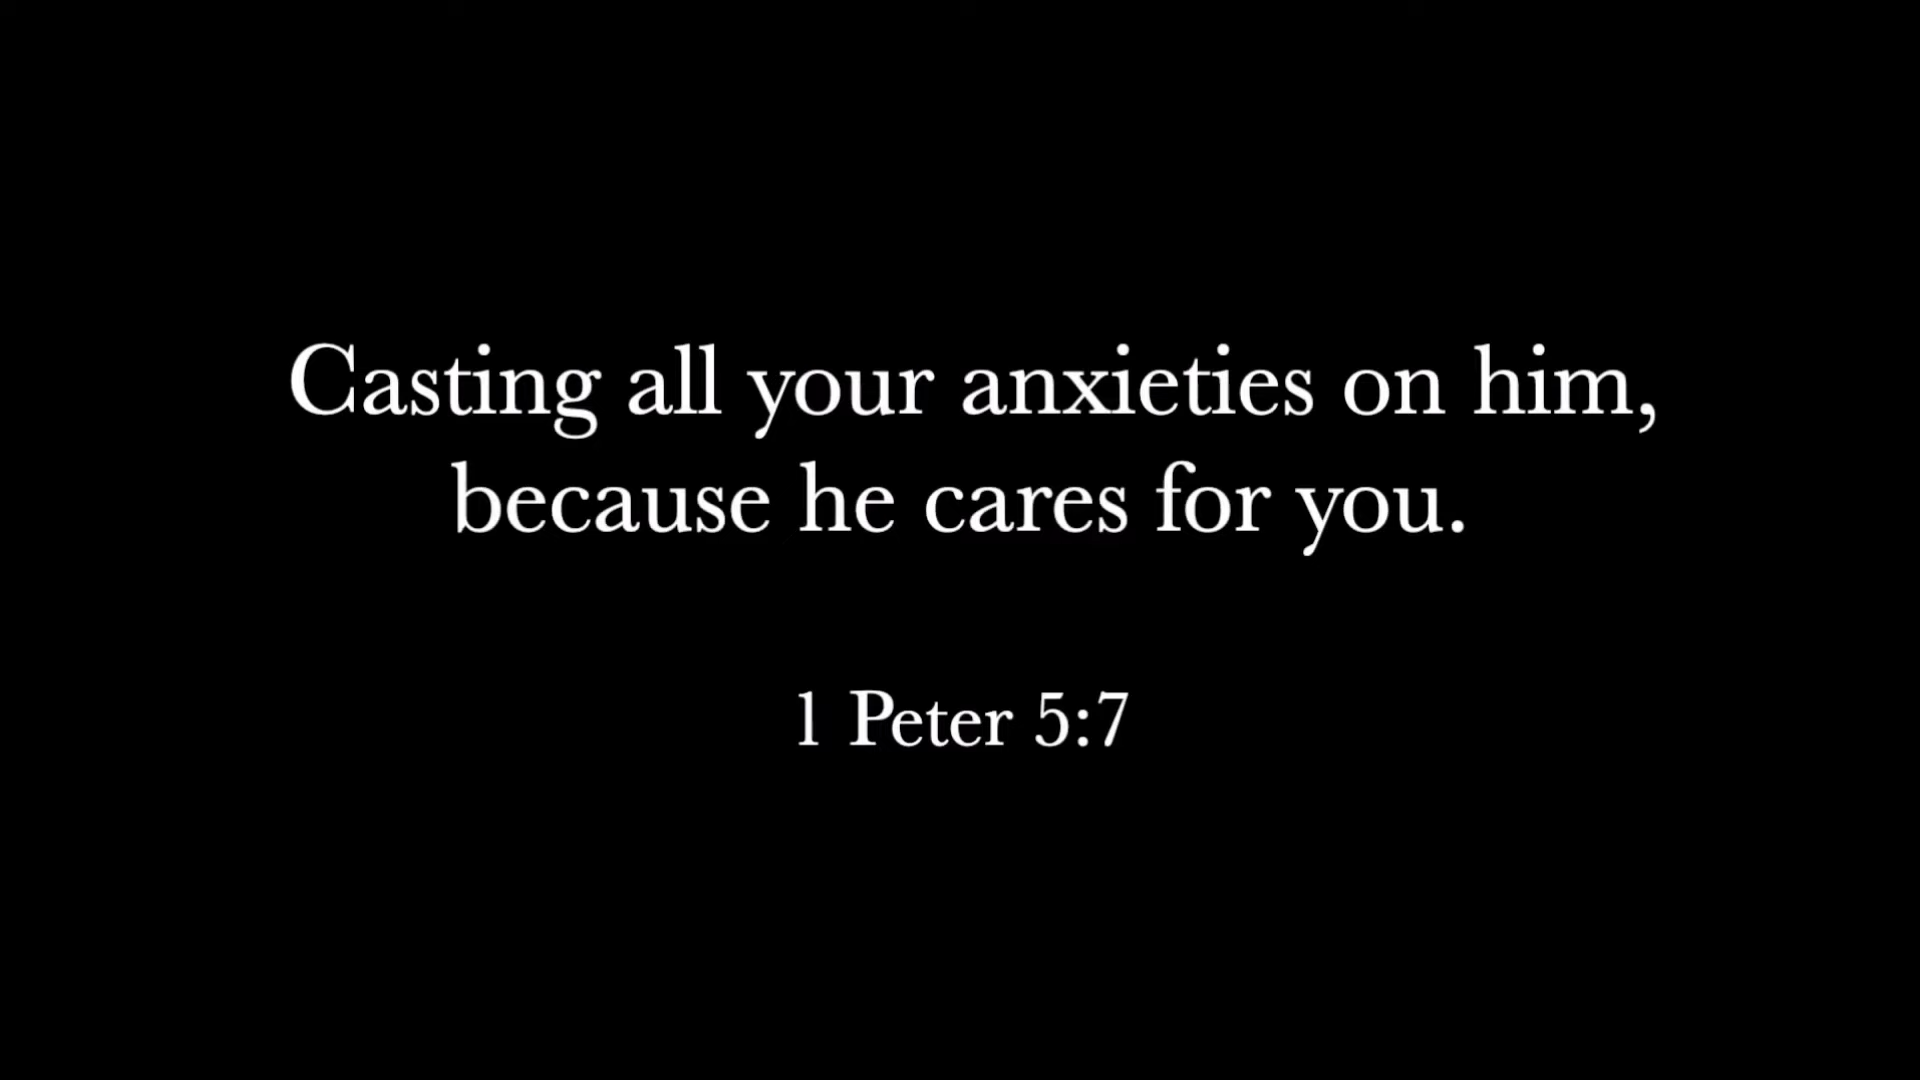 Casting all your anxieties on him,
because he cares for you.
1 Peter 5:7